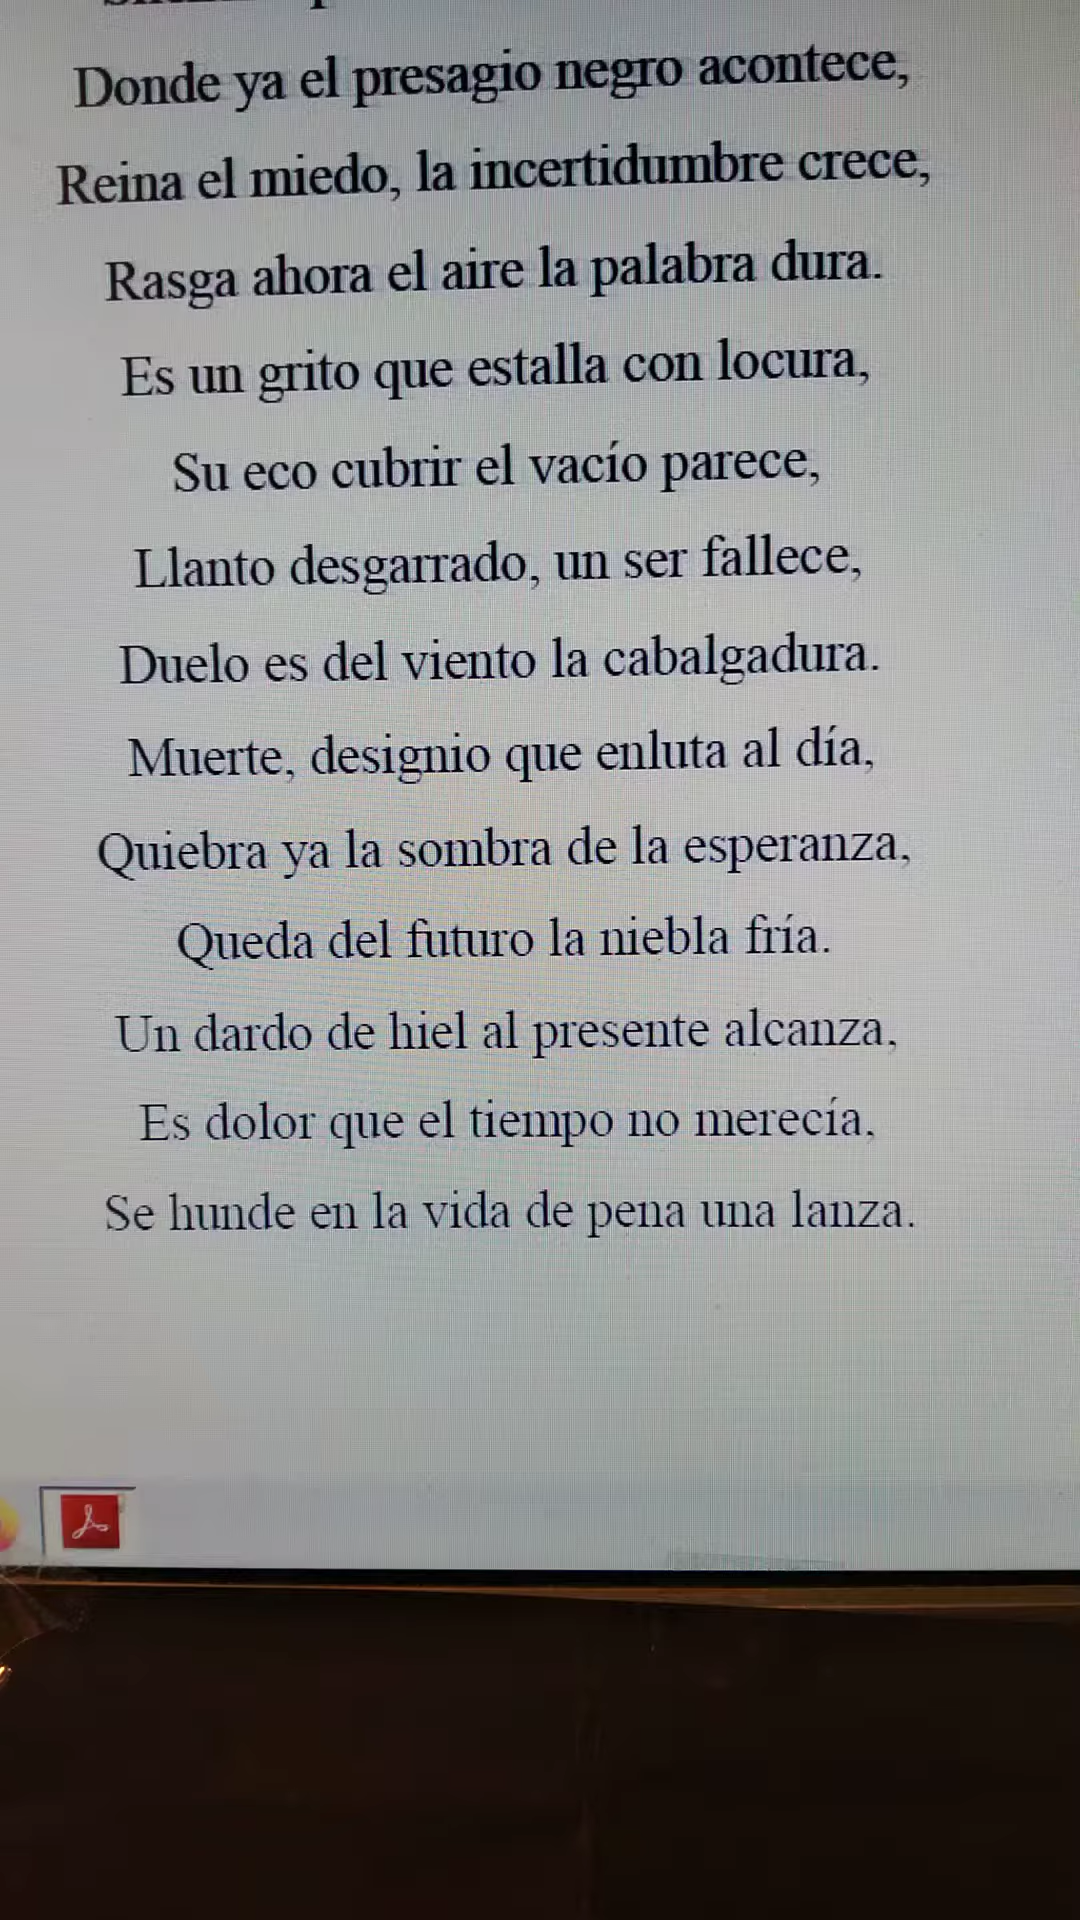 Donde ya el presagio negro acontece,
Reina el miedo, la incertidumbre crece,
Rasga ahora el aire la palabra dura.
Es un grito que estalla con locura,
Su eco cubrir el vacío parece,
Llanto desgarrado, un ser fallece,
Duelo es del viento la cabalgadura.
Muerte, designio que enluta al día,
Quiebra ya la sombra de la esperanza,
Queda del futuro la niebla fría.
Un dardo de hiel al presente alcanza,
Es dolor que el tiempo no merecía,
Se hunde en la vida de pena una lanza.